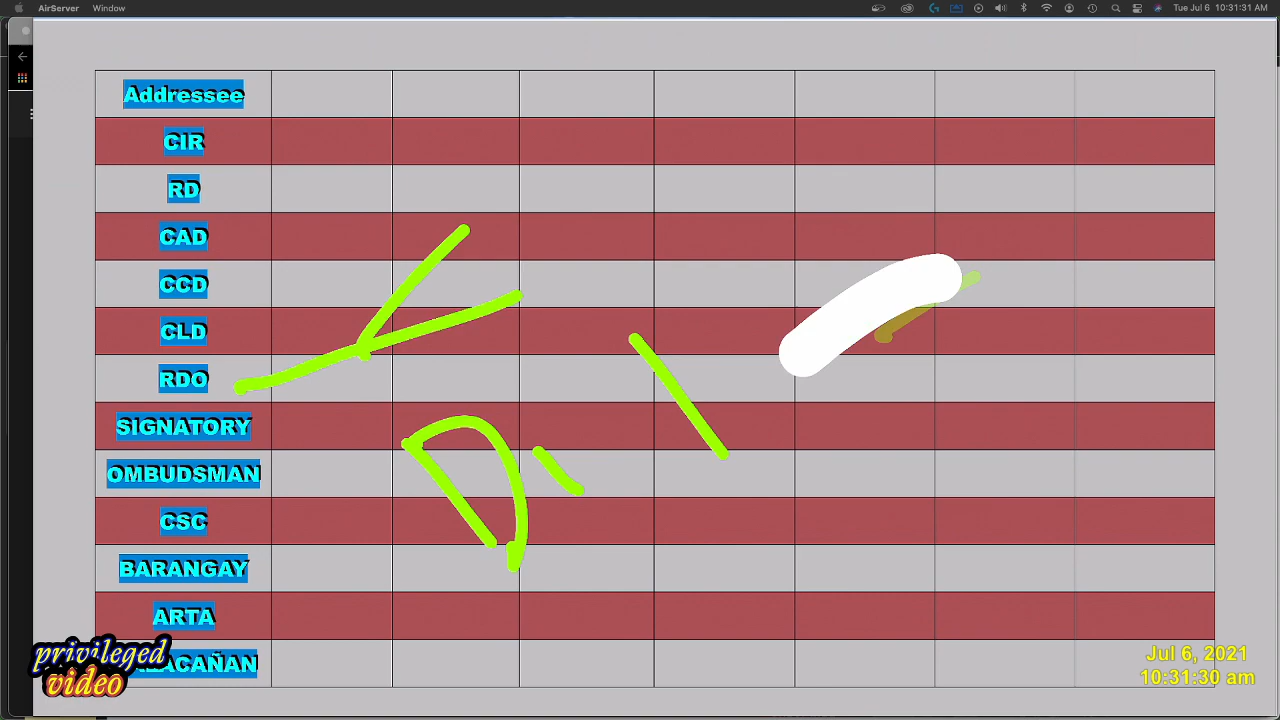 AirServer Window Tue Jul 6 10:31:31 AM
Addressee
CIR
RD
CAD
CCD
CLD
RDO
SIGNATORY
OMBUDSMAN
CSC
BARANGAY
ARTA
privileged video
Jul 6, 2021
10:31:30 am